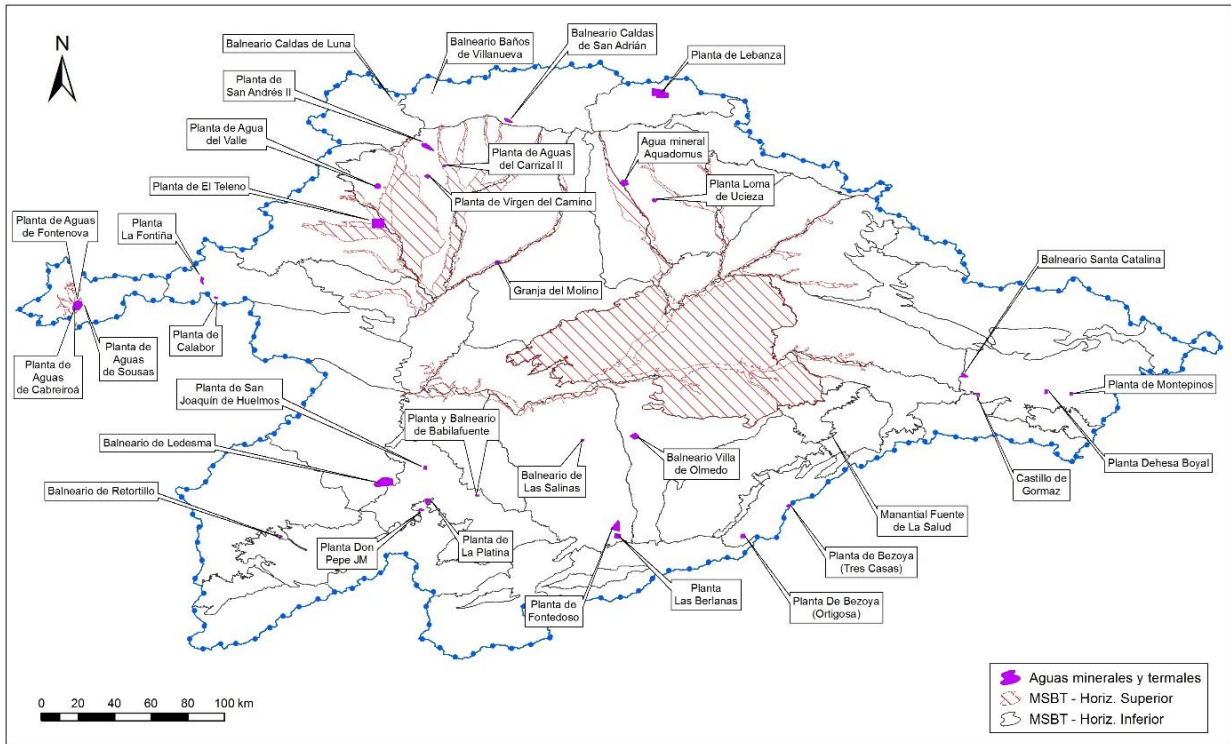 N
Balneario Caldas de Luna
Balneario Baños
de Villanueva
Balneario Caldas
de San Adrián
Planta de Lebanza
Planta de
San Andrés II
Planta de Agua
del Valle
Planta de Aguas
del Carrizal II
Agua mineral
Aquadomus
Planta de El Teleno
Planta de Virgen del Camino
Planta Loma
de Ucieza
Planta de Aguas
de Fontenova
Planta
La Fontiña
Balneario Santa Catalina
Granja del Molino
Planta de
Calabor
Planta de
Aguas
de Cabreiroá
Planta de
Aguas
de Sousas
Planta de San
Joaquín de Huelmos
Planta y Balneario
de Babilafuente
Planta de Montepinos
Balneario de Ledesma
Balneario de
Las Salinas
Balneario Villa
de Olmedo
Planta Dehesa Boyal
Castillo de
Gormaz
Balneario de Retortillo
Manantial Fuente
de La Salud
Planta Don
Pepe JM
Planta de
La Platina
Planta de Bezoya
(Tres Casas)
Planta de
Fontedoso
Planta
Las Berlanas
Planta De Bezoya
(Ortigosa)
Aguas minerales y termales
MSBT - Horiz. Superior
MSBT - Horiz. Inferior
0 20 40 60 80 100 km